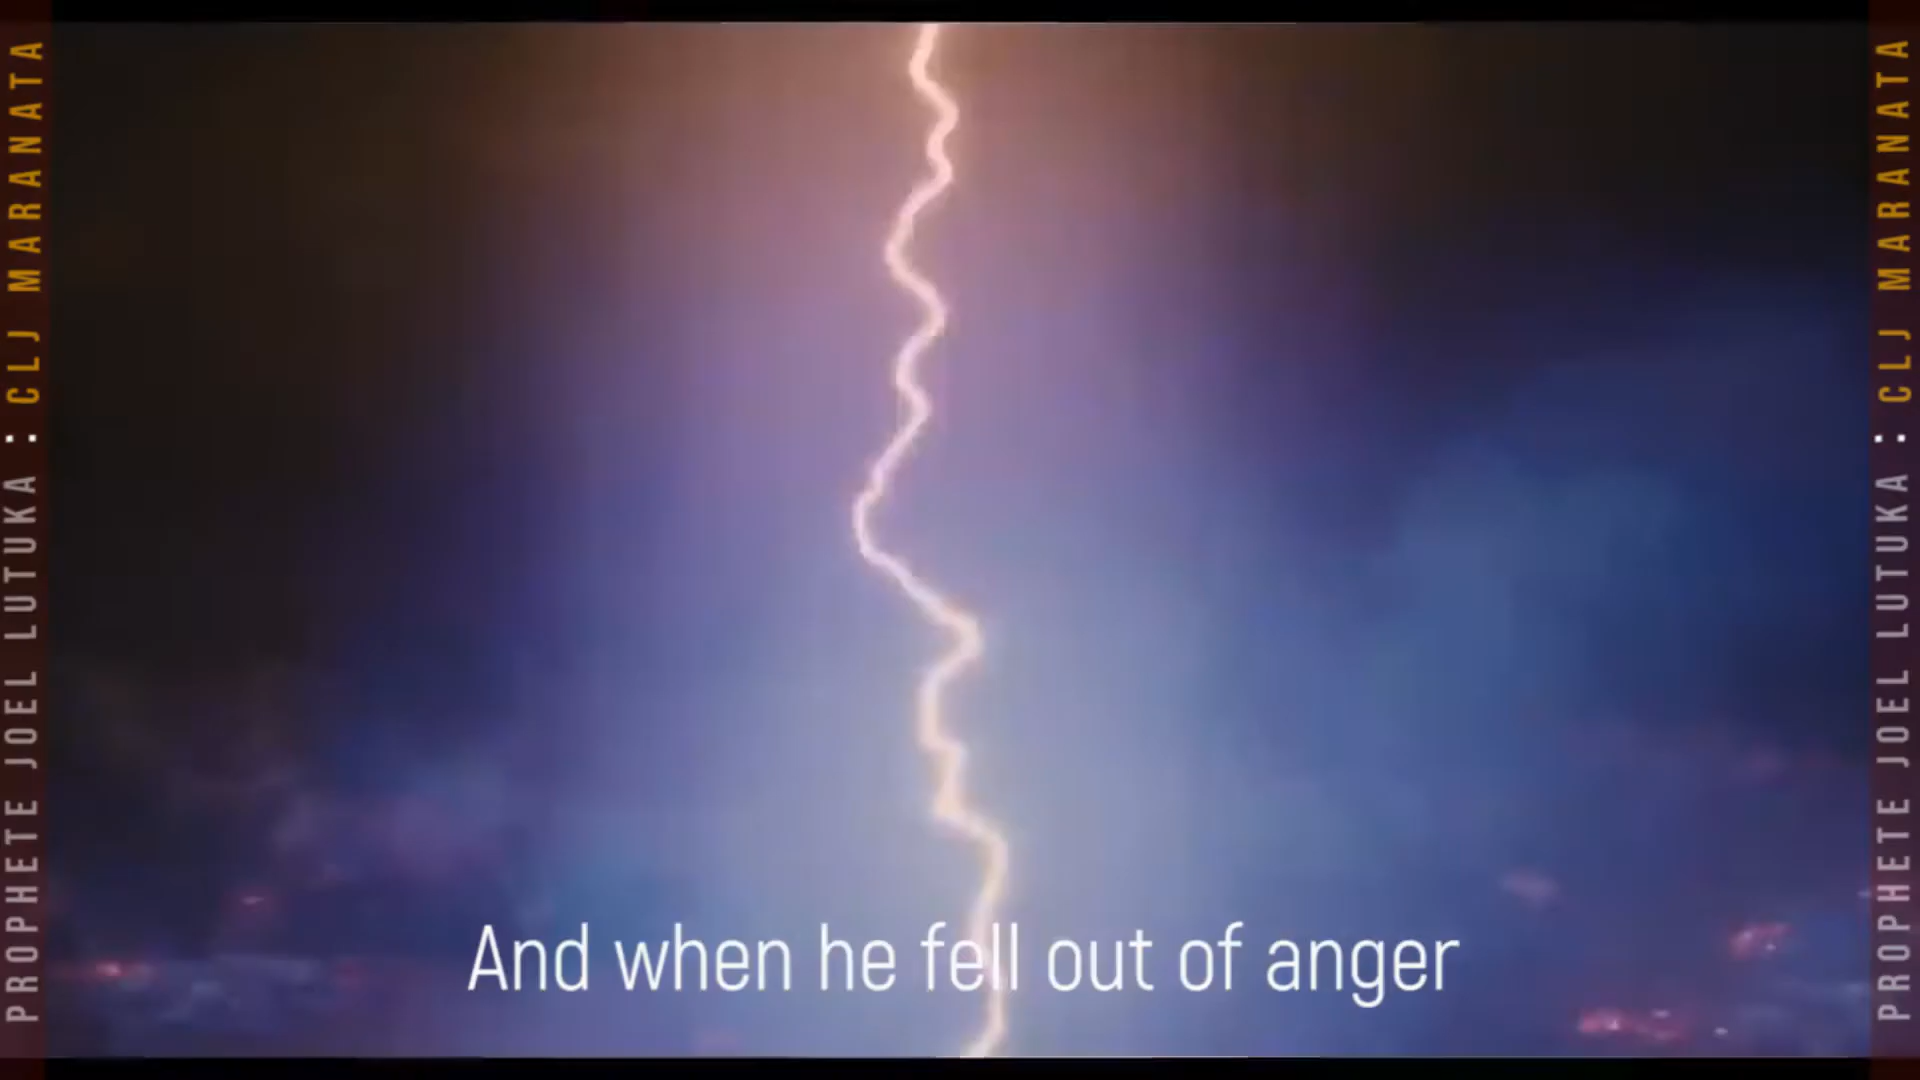 PROPHETE JOEL LUTUKA : CLJ MARANATA
And when he fell out of anger
PROPHETE JOEL LUTUKA : CLJ MARANATA